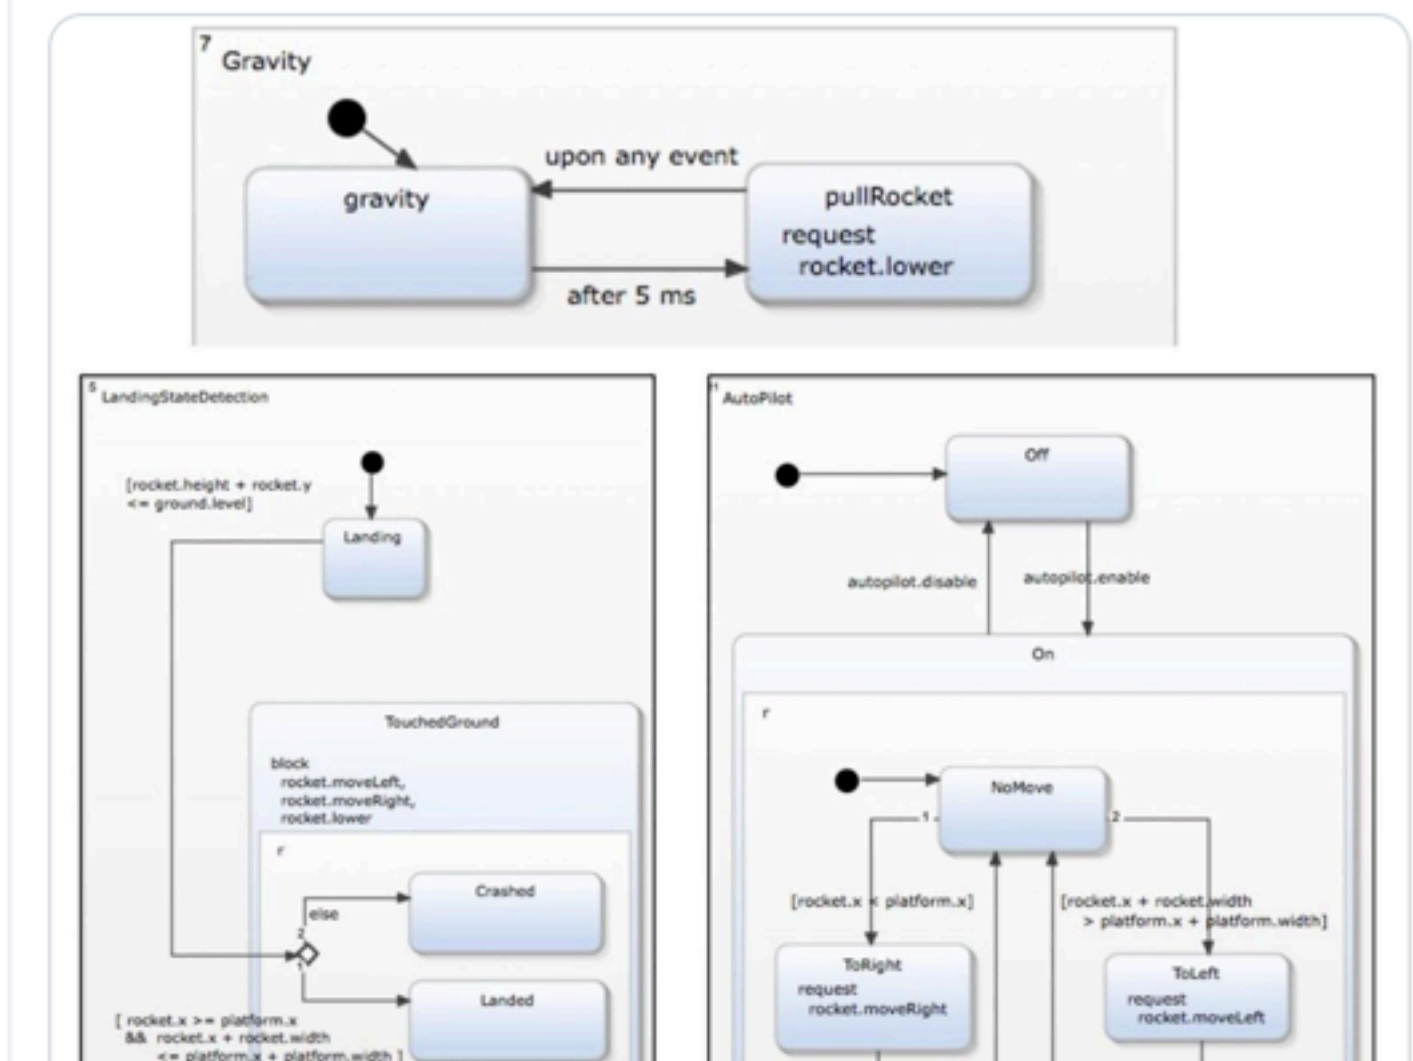 7
Gravity
gravity
upon any event
pullRocket
request
rocket.lower
after 5 ms
5
LandingStateDetection
[rocket.height + rocket.y
<= ground.level]
Landing
TouchedGround
block
rocket.moveLeft,
rocket.moveRight,
rocket.lower
r
Crashed
else
2
1
Landed
[ rocket.x >= platform.x
&& rocket.x + rocket.width
<= platform.x + platform.width ]
AutoPilot
Off
autopilot.disable
autopilot.enable
On
r
NoMove
1
2
[rocket.x < platform.x]
[rocket.x + rocket.width
> platform.x + platform.width]
ToRight
request
rocket.moveRight
ToLeft
request
rocket.moveLeft